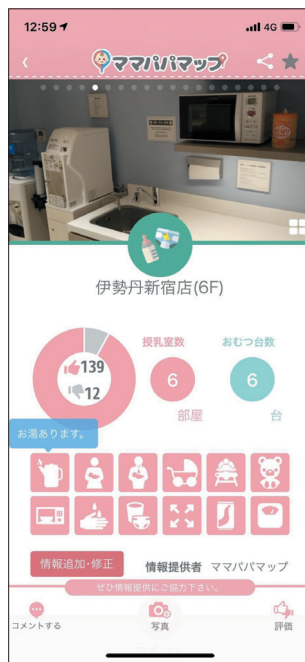 12:59
4G
ママパパマップ
伊勢丹新宿店(6F)
授乳室数
おむつ台数
139
12
6
6
部屋
台
お湯あります。
情報追加・修正
情報提供者 ママパパマップ
ぜひ情報提供にご協力下さい。
コメントする
写真
評価